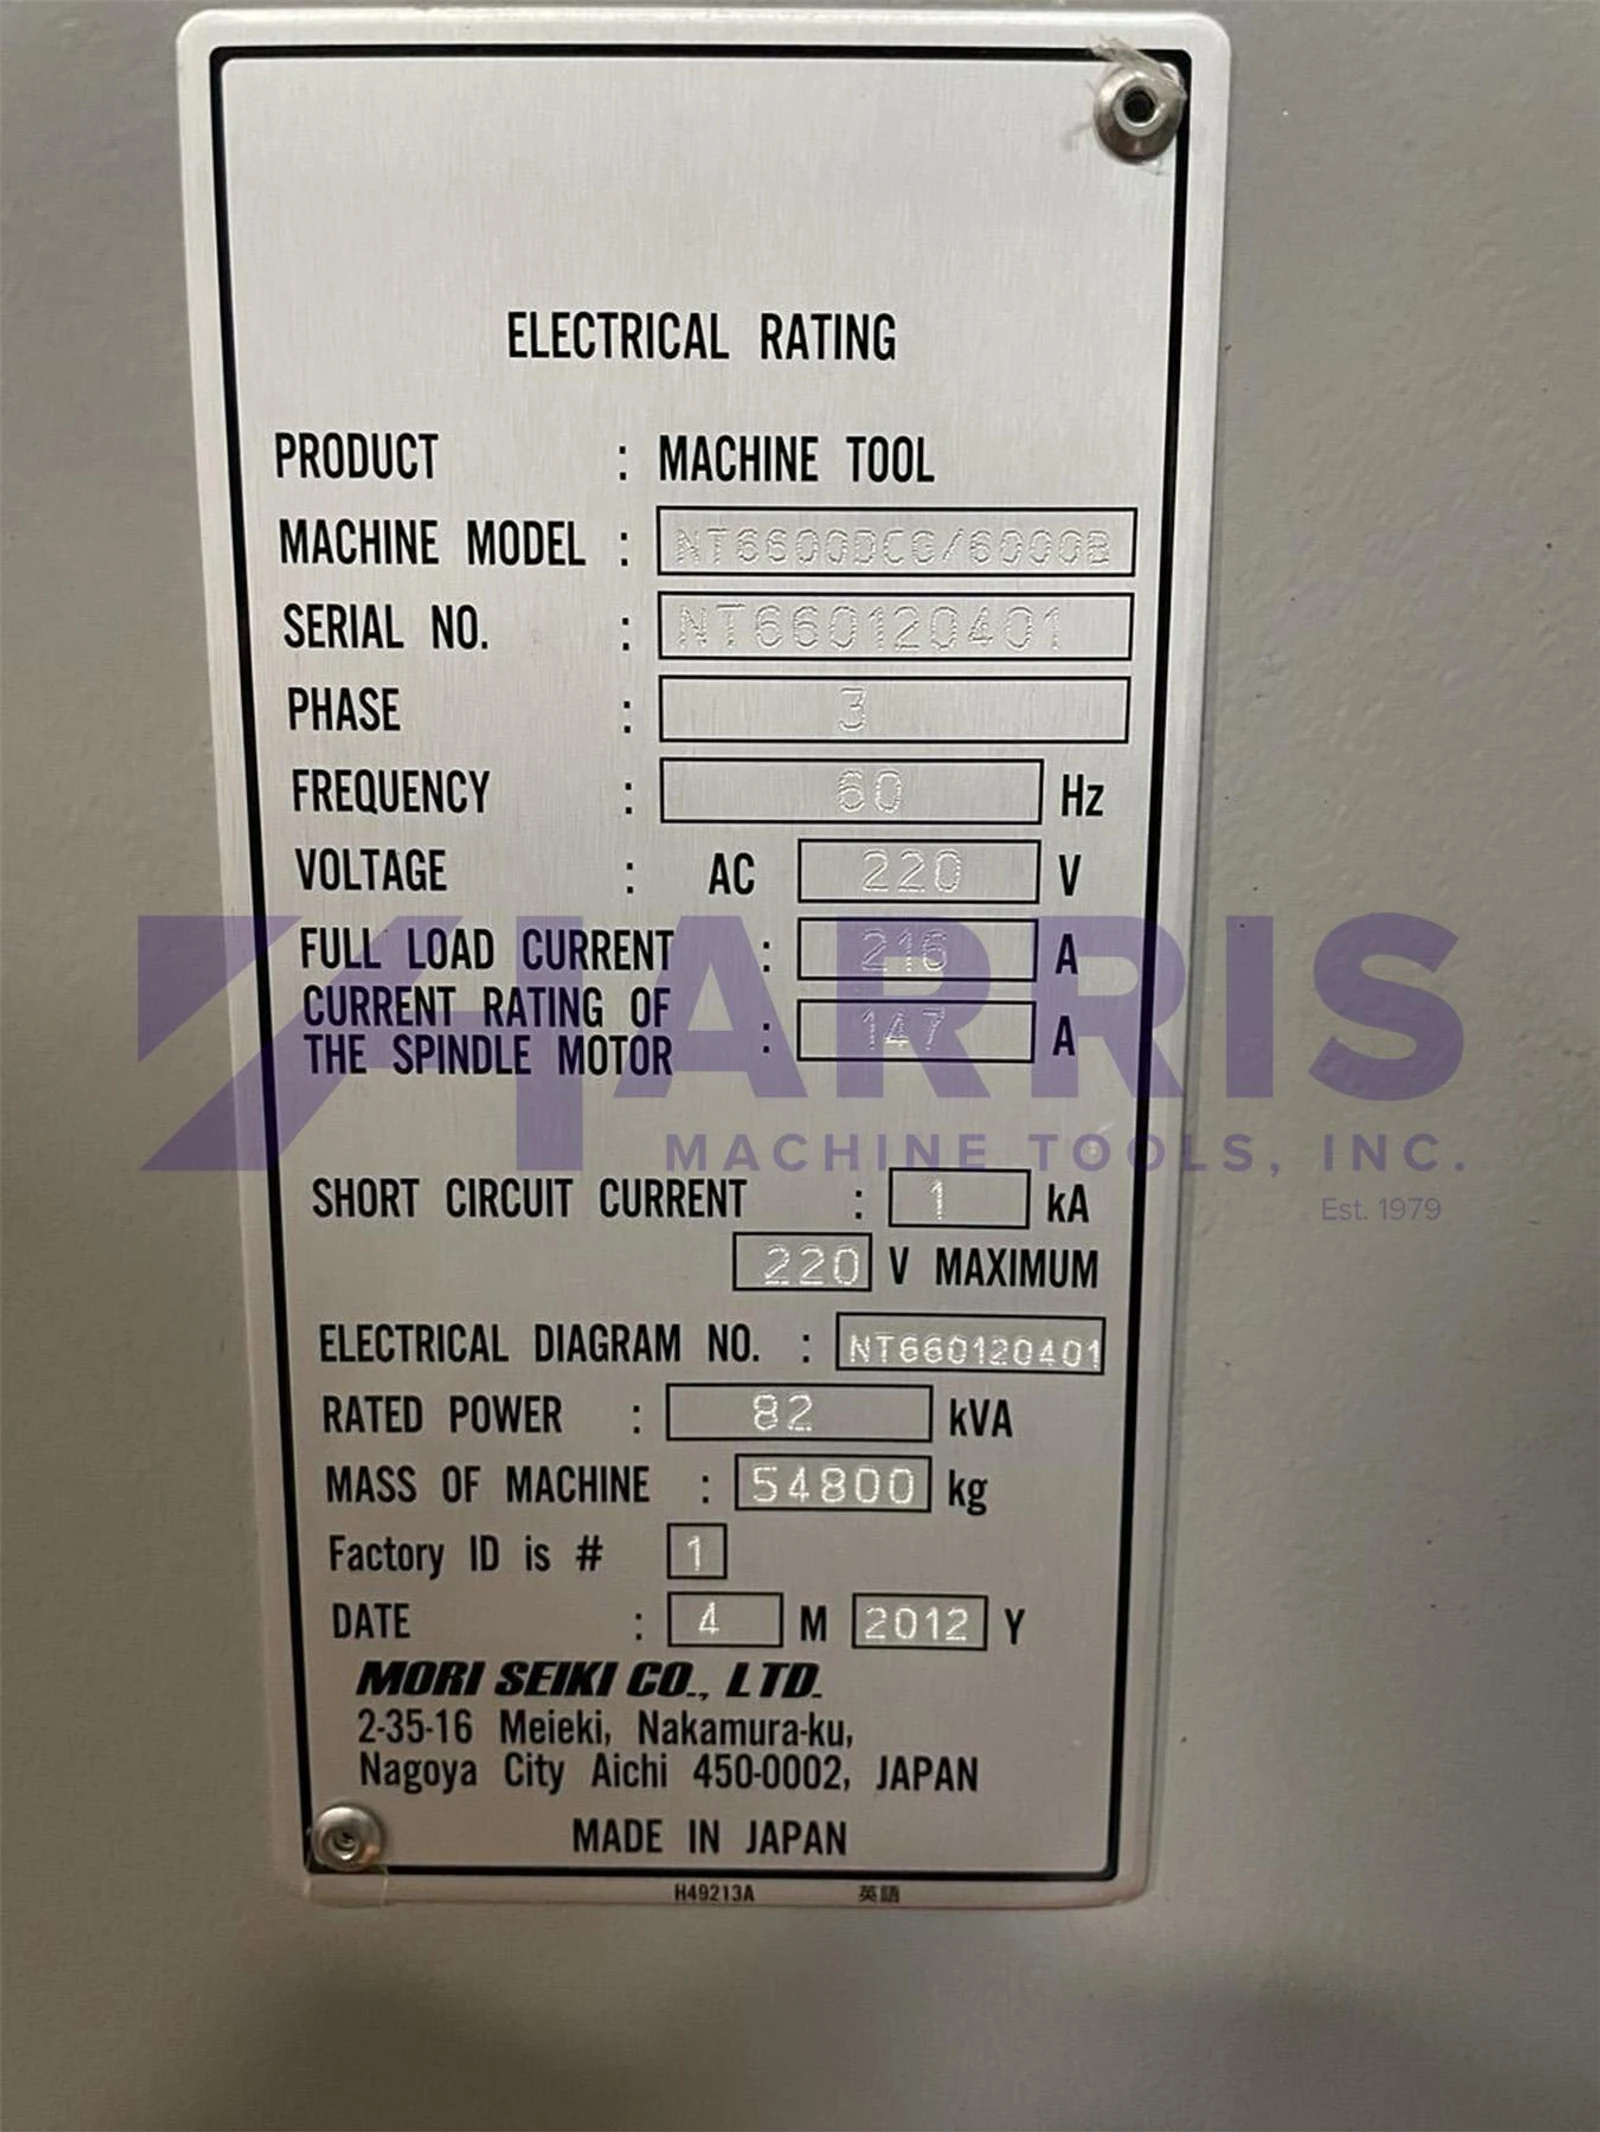 ELECTRICAL RATING
PRODUCT : MACHINE TOOL
MACHINE MODEL : NT6600DCG/6000B
SERIAL NO. : NT660120401
PHASE : 3
FREQUENCY : 60 Hz
VOLTAGE : AC 220 V
FULL LOAD CURRENT : 216 A
CURRENT RATING OF
THE SPINDLE MOTOR : 147 A
HARRIS
MACHINE TOOLS, INC.
Est. 1979
SHORT CIRCUIT CURRENT : 1 kA
220 V MAXIMUM
ELECTRICAL DIAGRAM NO. : NT660120401
RATED POWER : 82 kVA
MASS OF MACHINE : 54800 kg
Factory ID is # 1
DATE : 4 M 2012 Y
MORI SEIKI CO., LTD.
2-35-16 Meieki, Nakamura-ku,
Nagoya City Aichi 450-0002, JAPAN
MADE IN JAPAN
H49213A 英語